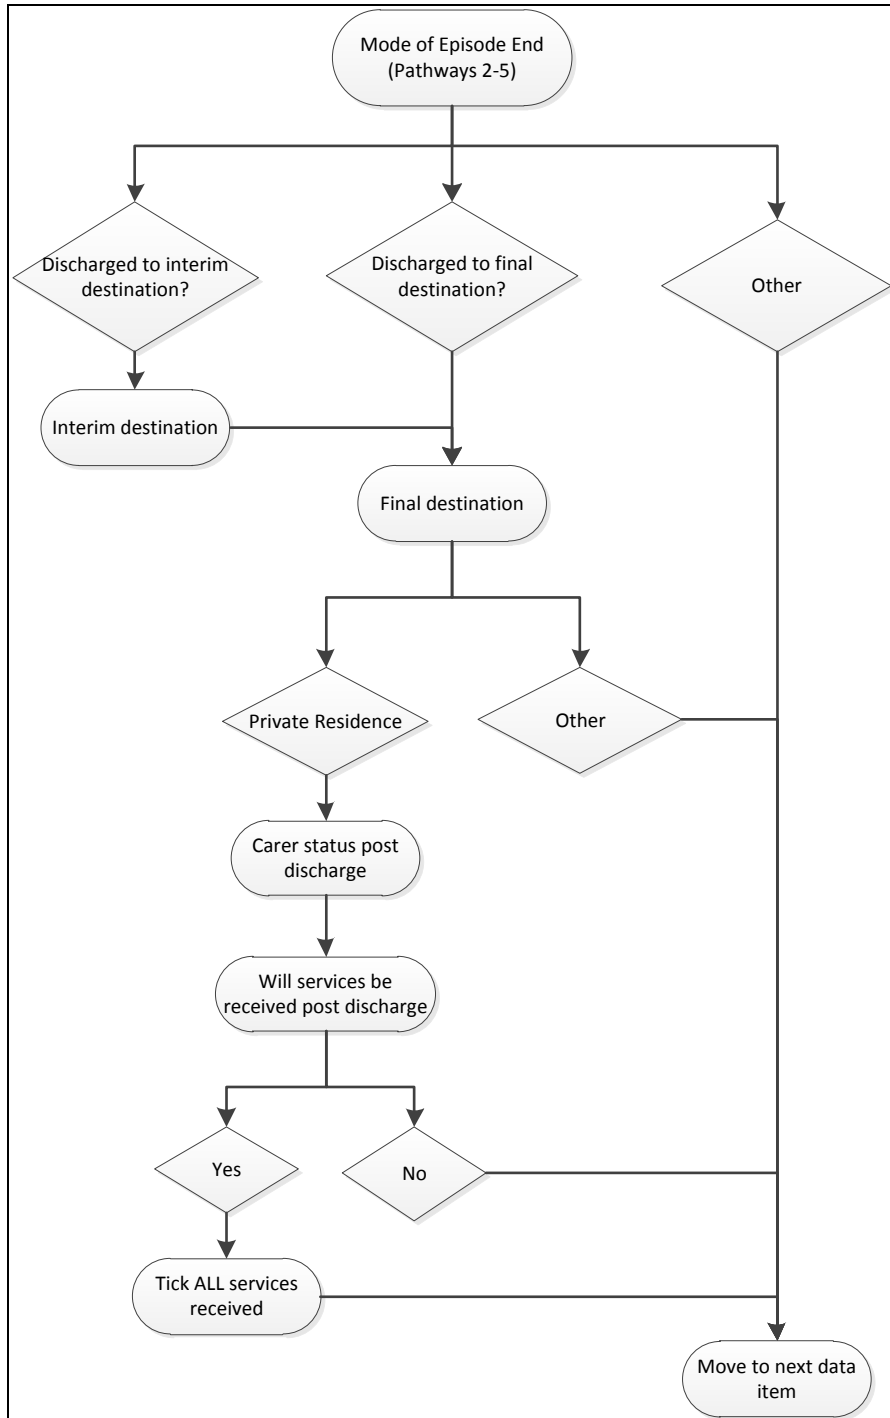 Mode of Episode End
(Pathways 2-5)
Discharged to interim
destination?
Discharged to final
destination?
Other
Interim destination
Final destination
Private Residence
Other
Carer status post
discharge
Will services be
received post discharge
Yes
No
Tick ALL services
received
Move to next data
item